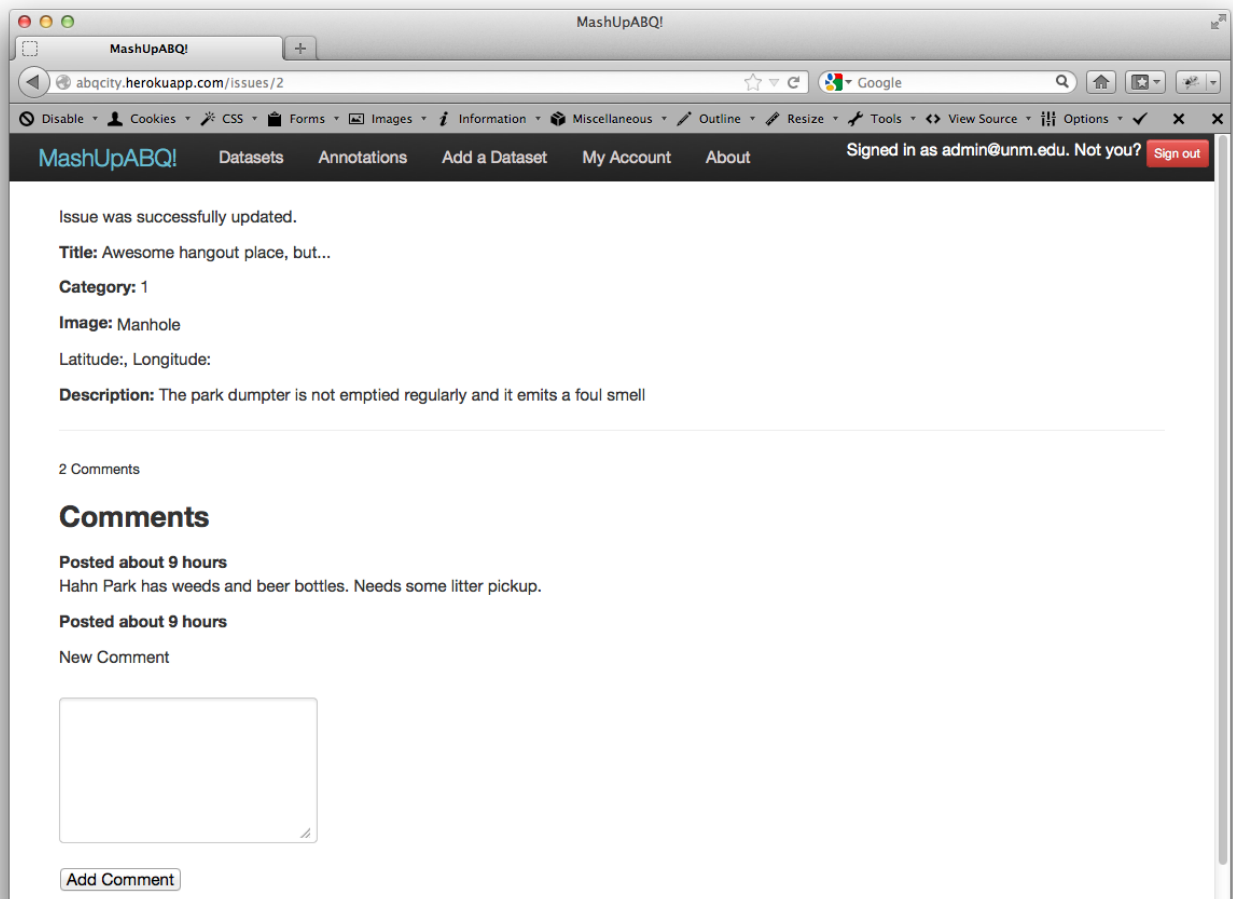 MashUpABQ!
MashUpABQ!
abqcity.herokuapp.com/issues/2
Google
Disable Cookies CSS Forms Images Information Miscellaneous Outline Resize Tools View Source Options
MashUpABQ! Datasets Annotations Add a Dataset My Account About Signed in as admin@unm.edu. Not you? Sign out
Issue was successfully updated.
Title: Awesome hangout place, but...
Category: 1
Image: Manhole
Latitude:, Longitude:
Description: The park dumpter is not emptied regularly and it emits a foul smell
2 Comments
Comments
Posted about 9 hours
Hahn Park has weeds and beer bottles. Needs some litter pickup.
Posted about 9 hours
New Comment
Add Comment